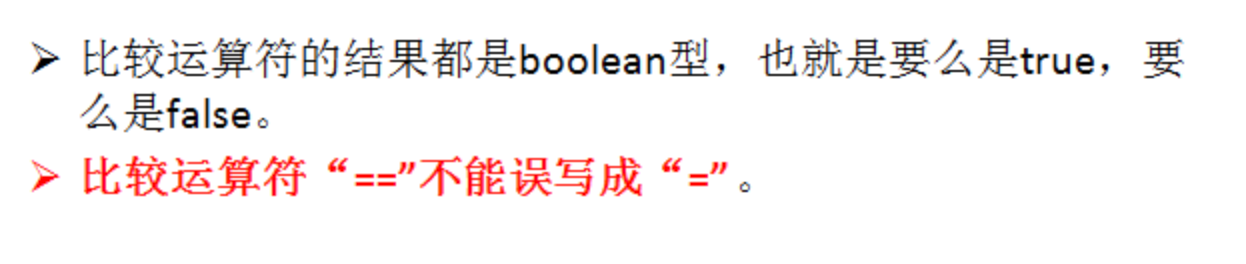 ➢ 比较运算符的结果都是boolean型，也就是要么是true，要
么是false。
➢ 比较运算符“==”不能误写成“=” 。